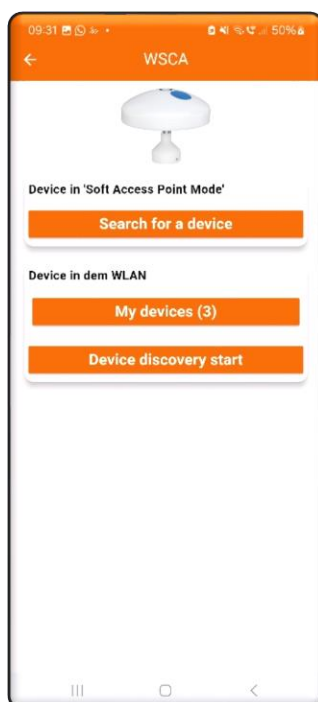 09:31 50%
WSCA
Device in 'Soft Access Point Mode'
Search for a device
Device in dem WLAN
My devices (3)
Device discovery start